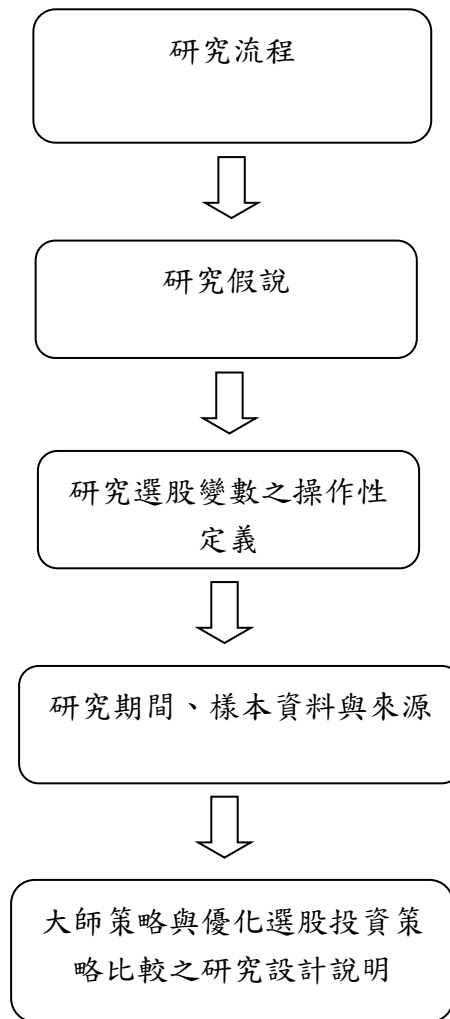 研究流程
研究假說
研究選股變數之操作性
定義
研究期間、樣本資料與來源
大師策略與優化選股投資策
略比較之研究設計說明